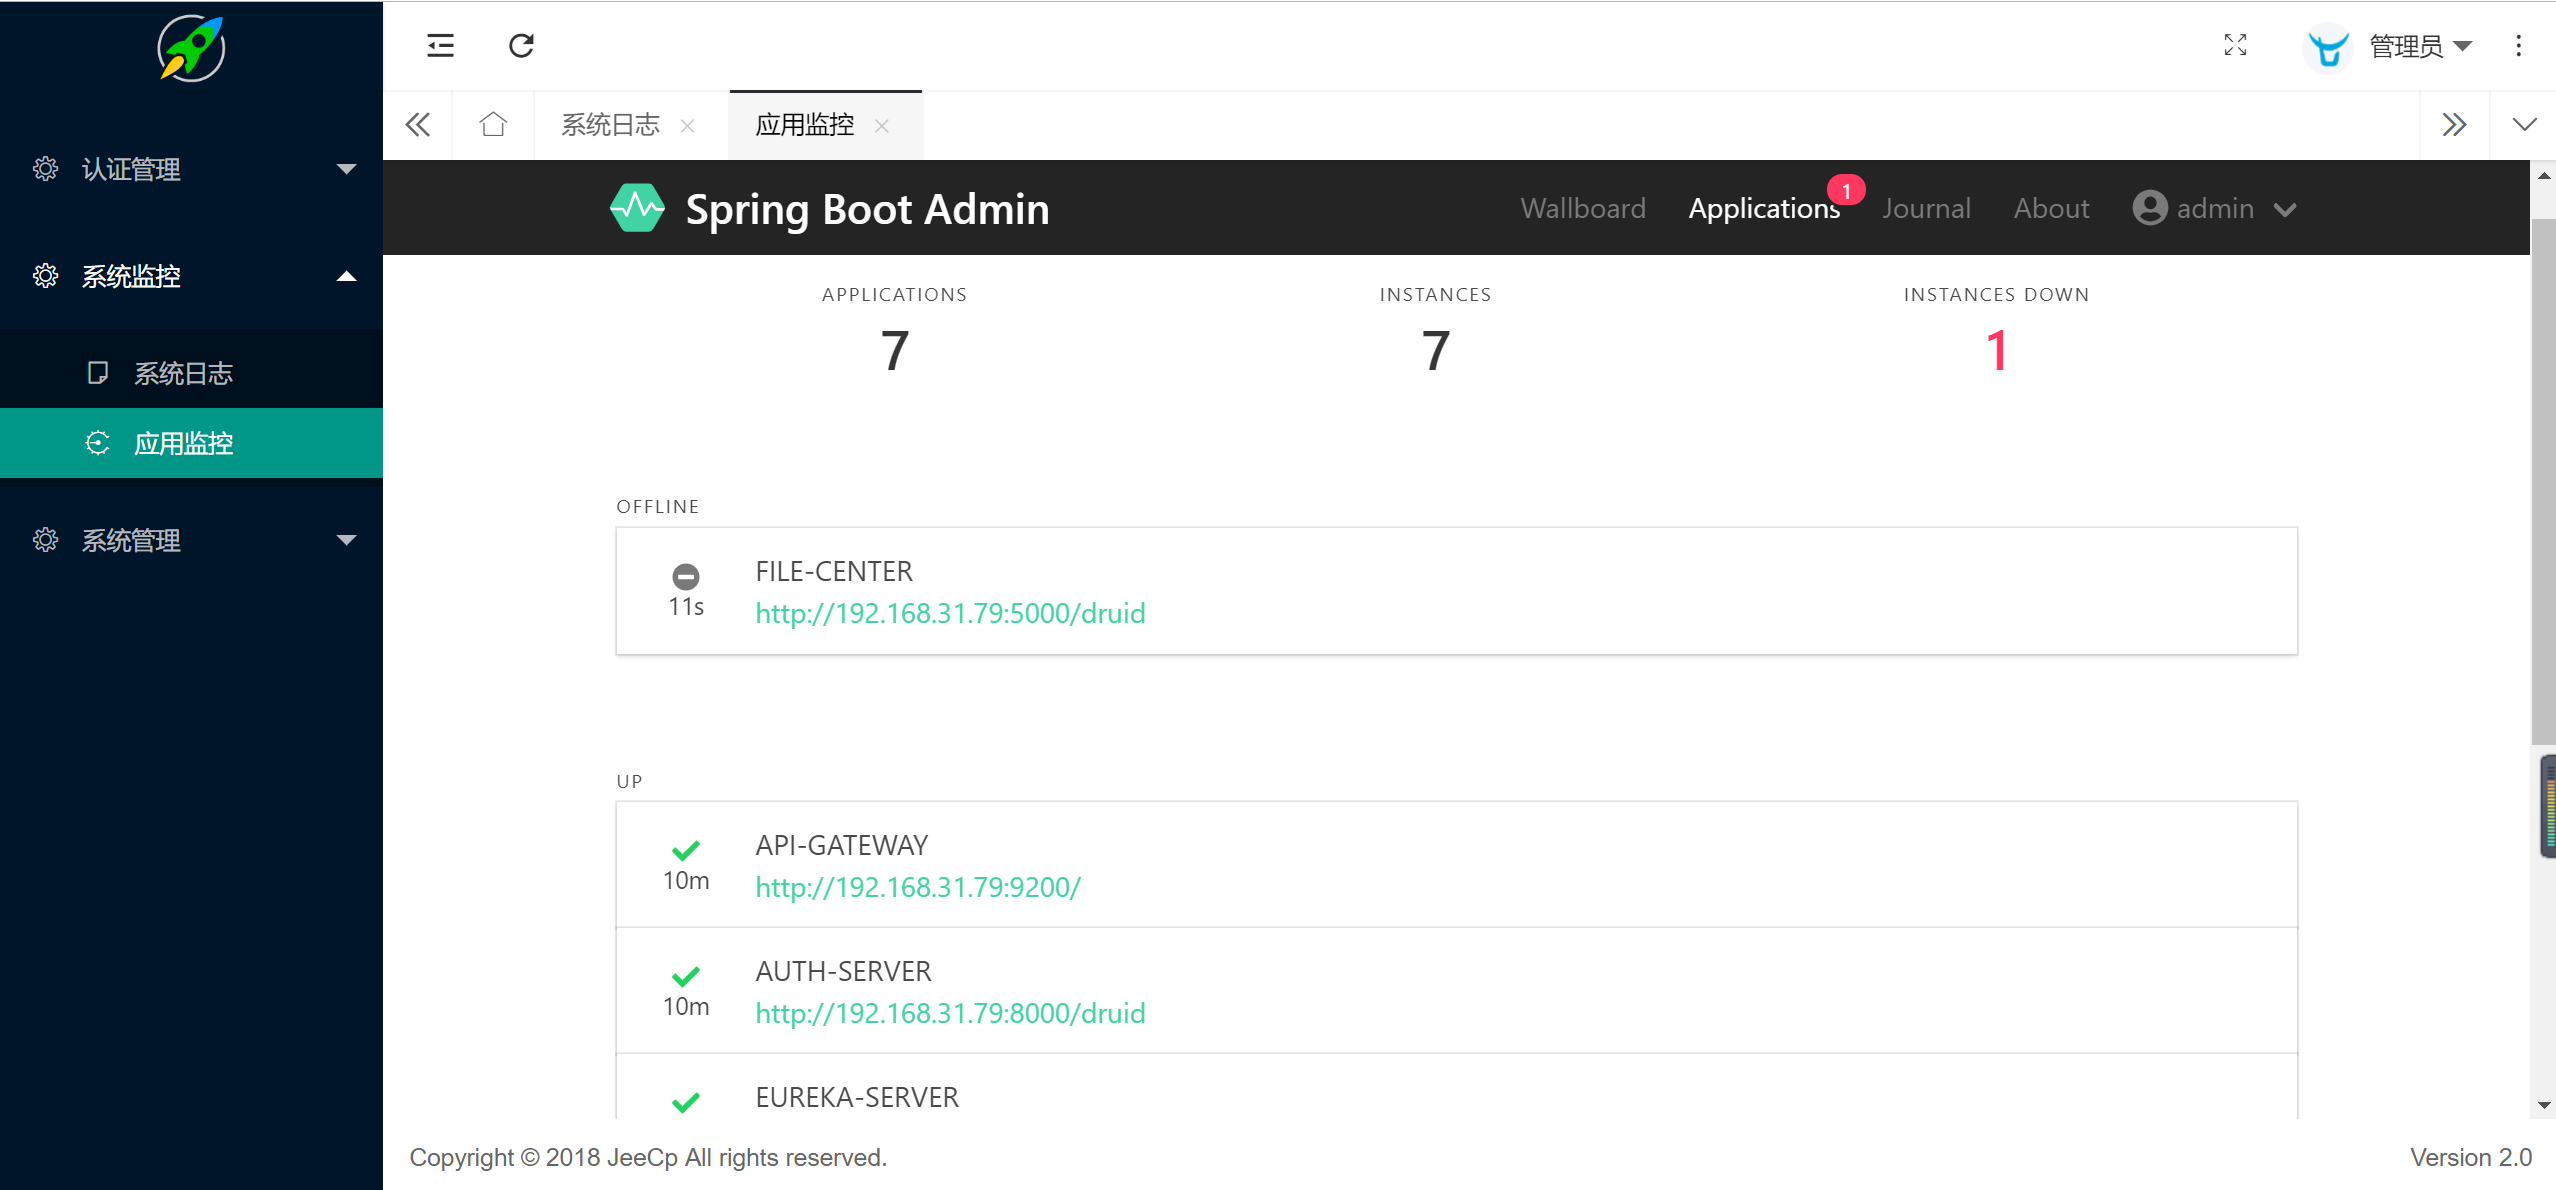 管理员
系统日志
应用监控
认证管理
系统监控
系统日志
应用监控
系统管理
Spring Boot Admin
Wallboard
Applications
1
Journal
About
admin
APPLICATIONS
7
INSTANCES
7
INSTANCES DOWN
1
OFFLINE
FILE-CENTER
11s
http://192.168.31.79:5000/druid
UP
API-GATEWAY
10m
http://192.168.31.79:9200/
AUTH-SERVER
10m
http://192.168.31.79:8000/druid
EUREKA-SERVER
Copyright © 2018 JeeCp All rights reserved.
Version 2.0